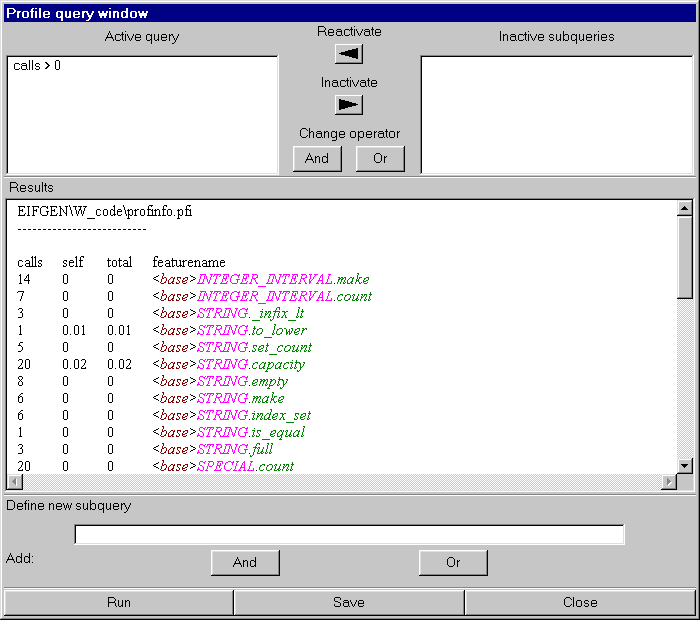 Profile query window
Active query
Reactivate
Inactive subqueries
calls > 0
Inactivate
Change operator
And Or
Results
EIFGEN\W_code\profinfo.pfi
--------------------------
calls self total featurename
14 0 0 <base>INTEGER_INTERVAL.make
7 0 0 <base>INTEGER_INTERVAL.count
3 0 0 <base>STRING._infix_lt
1 0.01 0.01 <base>STRING.to_lower
5 0 0 <base>STRING.set_count
20 0.02 0.02 <base>STRING.capacity
8 0 0 <base>STRING.empty
6 0 0 <base>STRING.make
6 0 0 <base>STRING.index_set
1 0 0 <base>STRING.is_equal
3 0 0 <base>STRING.full
20 0 0 <base>SPECIAL.count
Define new subquery
Add: And Or
Run Save Close